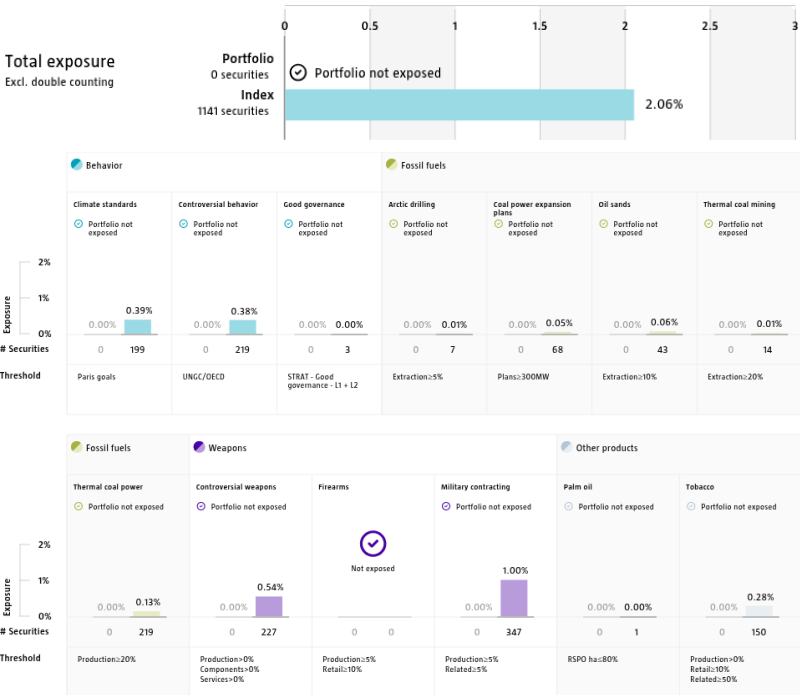 0 0.5 1 1.5 2 2.5 3
Total exposure
Excl. double counting
Portfolio
0 securities
Portfolio not exposed
Index
1141 securities
2.06%
Behavior
Fossil fuels
Climate standards
Portfolio not
exposed
Controversial behavior
Portfolio not
exposed
Good governance
Portfolio not
exposed
Arctic drilling
Portfolio not
exposed
Coal power expansion
plans
Portfolio not
exposed
Oil sands
Portfolio not
exposed
Thermal coal mining
Portfolio not
exposed
Exposure
2%
1%
0%
0.00% 0.39% 0.00% 0.38% 0.00% 0.00% 0.00% 0.01% 0.00% 0.05% 0.00% 0.06% 0.00% 0.01%
# Securities 0 199 0 219 0 3 0 7 0 68 0 43 0 14
Threshold
Paris goals
UNGC/OECD
STRAT - Good
governance - L1 + L2
Extraction≥5%
Plans≥300MW
Extraction≥10%
Extraction≥20%
Fossil fuels
Weapons
Other products
Thermal coal power
Portfolio not exposed
Controversial weapons
Portfolio not exposed
Firearms
Not exposed
Military contracting
Portfolio not exposed
Palm oil
Portfolio not exposed
Tobacco
Portfolio not exposed
Exposure
2%
1%
0%
0.00% 0.13% 0.00% 0.54% 0.00% 1.00% 0.00% 0.00% 0.00% 0.28%
# Securities 0 219 0 227 0 0 0 347 0 1 0 150
Threshold
Production≥20%
Production>0%
Components>0%
Services>0%
Production≥5%
Retail≥10%
Production≥5%
Related≥5%
RSPO ha≤80%
Production>0%
Retail≥10%
Related≥50%